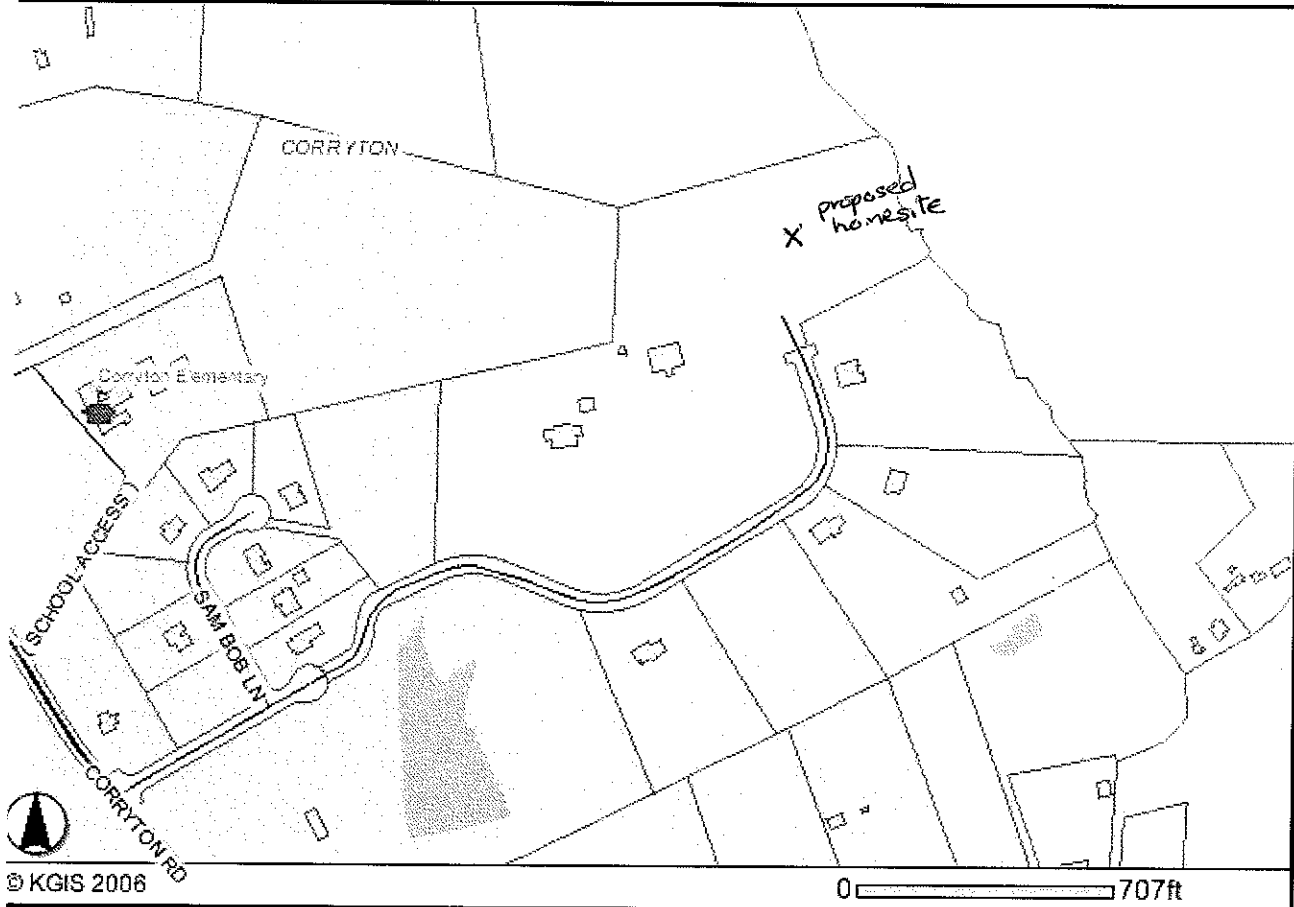 CORRYTON
X proposed
homesite
Corryton Elementary
(SCHOOL ACCESS)
SAM BOB LN
CORRYTON RD
© KGIS 2006
0 707ft